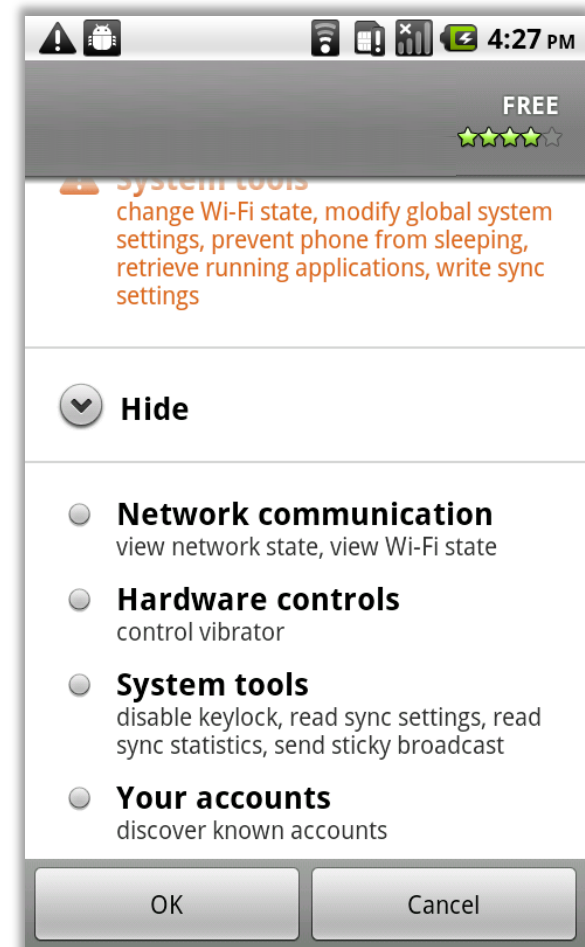 4:27 PM
FREE
System tools
change Wi-Fi state, modify global system
settings, prevent phone from sleeping,
retrieve running applications, write sync
settings
Hide
Network communication
view network state, view Wi-Fi state
Hardware controls
control vibrator
System tools
disable keylock, read sync settings, read
sync statistics, send sticky broadcast
Your accounts
discover known accounts
OK
Cancel